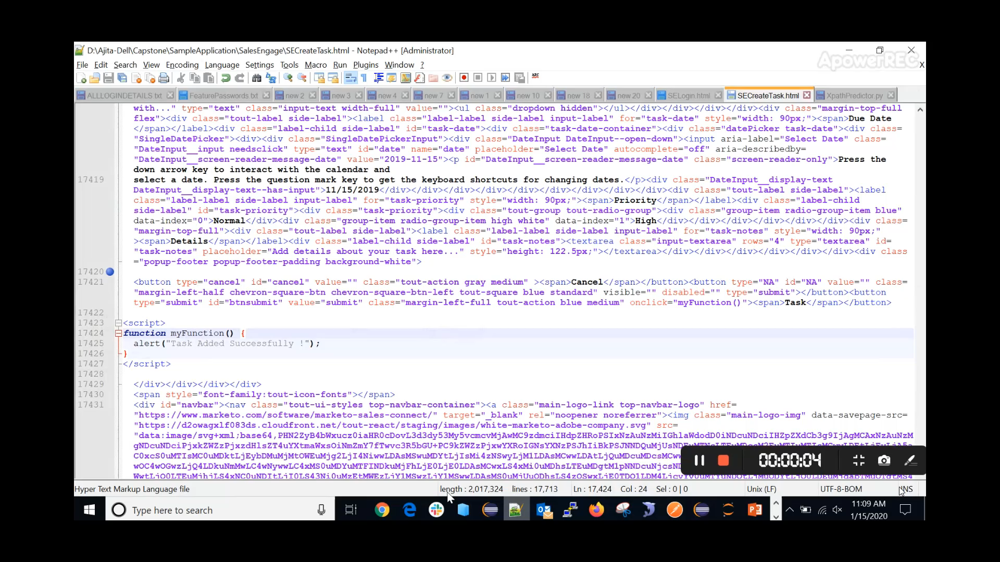 D:\Ajita-Dell\Capstone\SampleApplication\SalesEngage\SECreateTask.html - Notepad++ [Administrator]
ApowerREC
File Edit Search View Encoding Language Settings Tools Macro Run Plugins Window ? X
ABC
ALLLOGINDETAILS.txt FeaturePasswords.txt new 2 new 3 new 4 new 7 new 1 new 10 new 18 new 20 SELogin.html SECreateTask.html XpathPredictor.py
with..." type="text" class="input-text width-full" value=""><ul class="dropdown hidden"></ul></div></div></div></div><div class="margin-top-full
flex"><div class="tout-label side-label"><label class="label-label side-label input-label" for="task-date" style="width: 90px;"><span>Due Date
</span></label><div class="label-child side-label" id="task-date"><div class="task-date-container"><div class="datePicker task-date"><div class=
"SingleDatePicker"><div><div class="SingleDatePickerInput"><div class="DateInput DateInput--open-down"><input aria-label="Select Date" class=
"DateInput__input needsclick" type="text" id="date" name="date" placeholder="Select Date" autocomplete="off" aria-describedby=
"DateInput__screen-reader-message-date" value="2019-11-15"><p id="DateInput__screen-reader-message-date" class="screen-reader-only">Press the
down arrow key to interact with the calendar and
17419 select a date. Press the question mark key to get the keyboard shortcuts for changing dates.</p><div class="DateInput__display-text
DateInput__display-text--has-input">11/15/2019</div></div></div></div></div></div></div></div><div class="tout-label side-label"><label
class="label-label side-label input-label" for="task-priority" style="width: 90px;"><span>Priority</span></label><div class="label-child
side-label" id="task-priority"><div class="task-priority"><div class="tout-group tout-radio-group"><div class="group-item radio-group-item blue"
data-index="0">Normal</div><div class="group-item radio-group-item high white" data-index="1">High</div></div></div></div></div></div><div class=
"margin-top-full"><div class="tout-label side-label"><label class="label-label side-label input-label" for="task-notes" style="width: 90px;"
><span>Details</span></label><div class="label-child side-label" id="task-notes"><textarea class="input-textarea" rows="4" type="textarea" id=
"task-notes" placeholder="Add details about your task here..." style="height: 122.5px;"></textarea></div></div></div></div></div></div><div class
="popup-footer popup-footer-padding background-white">
17420
17421 <button type="cancel" id="cancel" value="" class="tout-action gray medium" ><span>Cancel</span></button><button type="NA" id="NA" value="" class=
"margin-left-half chevron-square-btn chevron-square-btn-left tout-square blue standard" visible="" disabled="" type="submit"></button><button
type="submit" id="btnsubmit" value="submit" class="margin-left-full tout-action blue medium" onclick="myFunction()"><span>Task</span></button>
17422
17423 <script>
17424 function myFunction() {
17425 alert("Task Added Successfully !");
17426 }
17427 </script>
17428
17429 </div></div></div></div>
17430 <span style="font-family:tout-icon-fonts"></span>
17431 <div id="navbar"><nav class="tout-ui-styles top-navbar-container"><a class="main-logo-link top-navbar-logo" href=
"https://www.marketo.com/software/marketo-sales-connect/" target="_blank" rel="noopener noreferrer"><img class="main-logo-img" data-savepage-src=
"https://d2owagxlf083ds.cloudfront.net/tout-react/staging/images/white-marketo-adobe-company.svg" src=
00:00:04
Hyper Text Markup Language file length : 2,017,324 lines : 17,713 Ln : 17,424 Col : 24 Sel : 0 | 0 Unix (LF) UTF-8-BOM
Type here to search
11:09 AM
1/15/2020